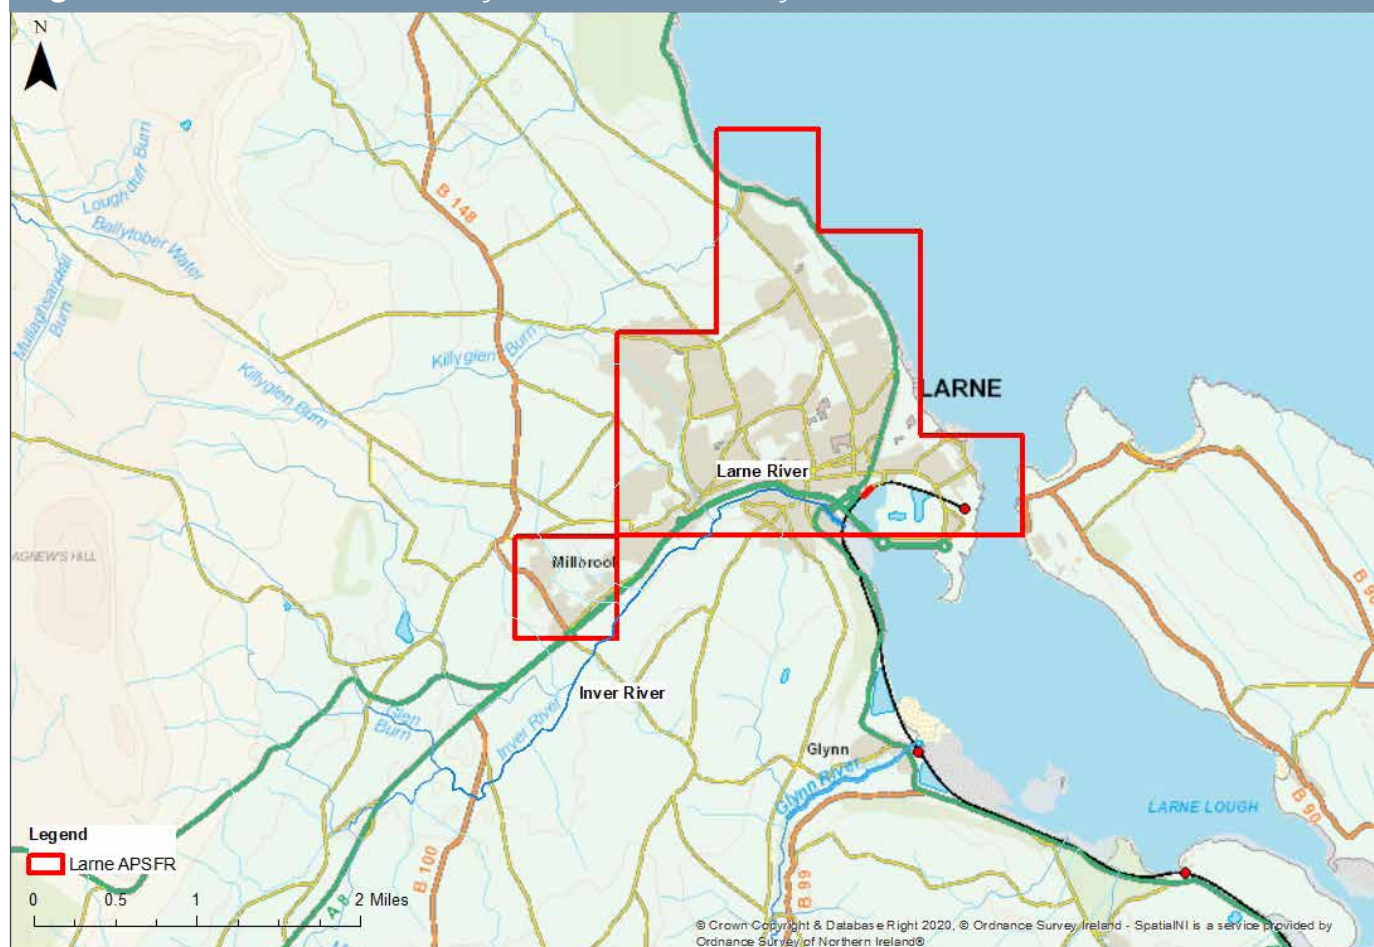 N
B 148
Lough duff Burn
Ballytober Water
Mullaghsandall
Burn
Killyglen Burn
Killyglen Burn
LARNE
Larne River
AGNEW'S HILL
Millbrook
Inver River
Glen
Burn
Inver River
Glynn
Glynn River
B 90
B 90
LARNE LOUGH
Legend
Larne APSFR
0 0.5 1 2 Miles
A 8
B 100
B 99
© Crown Copyright & Database Right 2020, © Ordnance Survey Ireland - SpatialNI is a service provided by
Ordnance Survey of Northern Ireland®